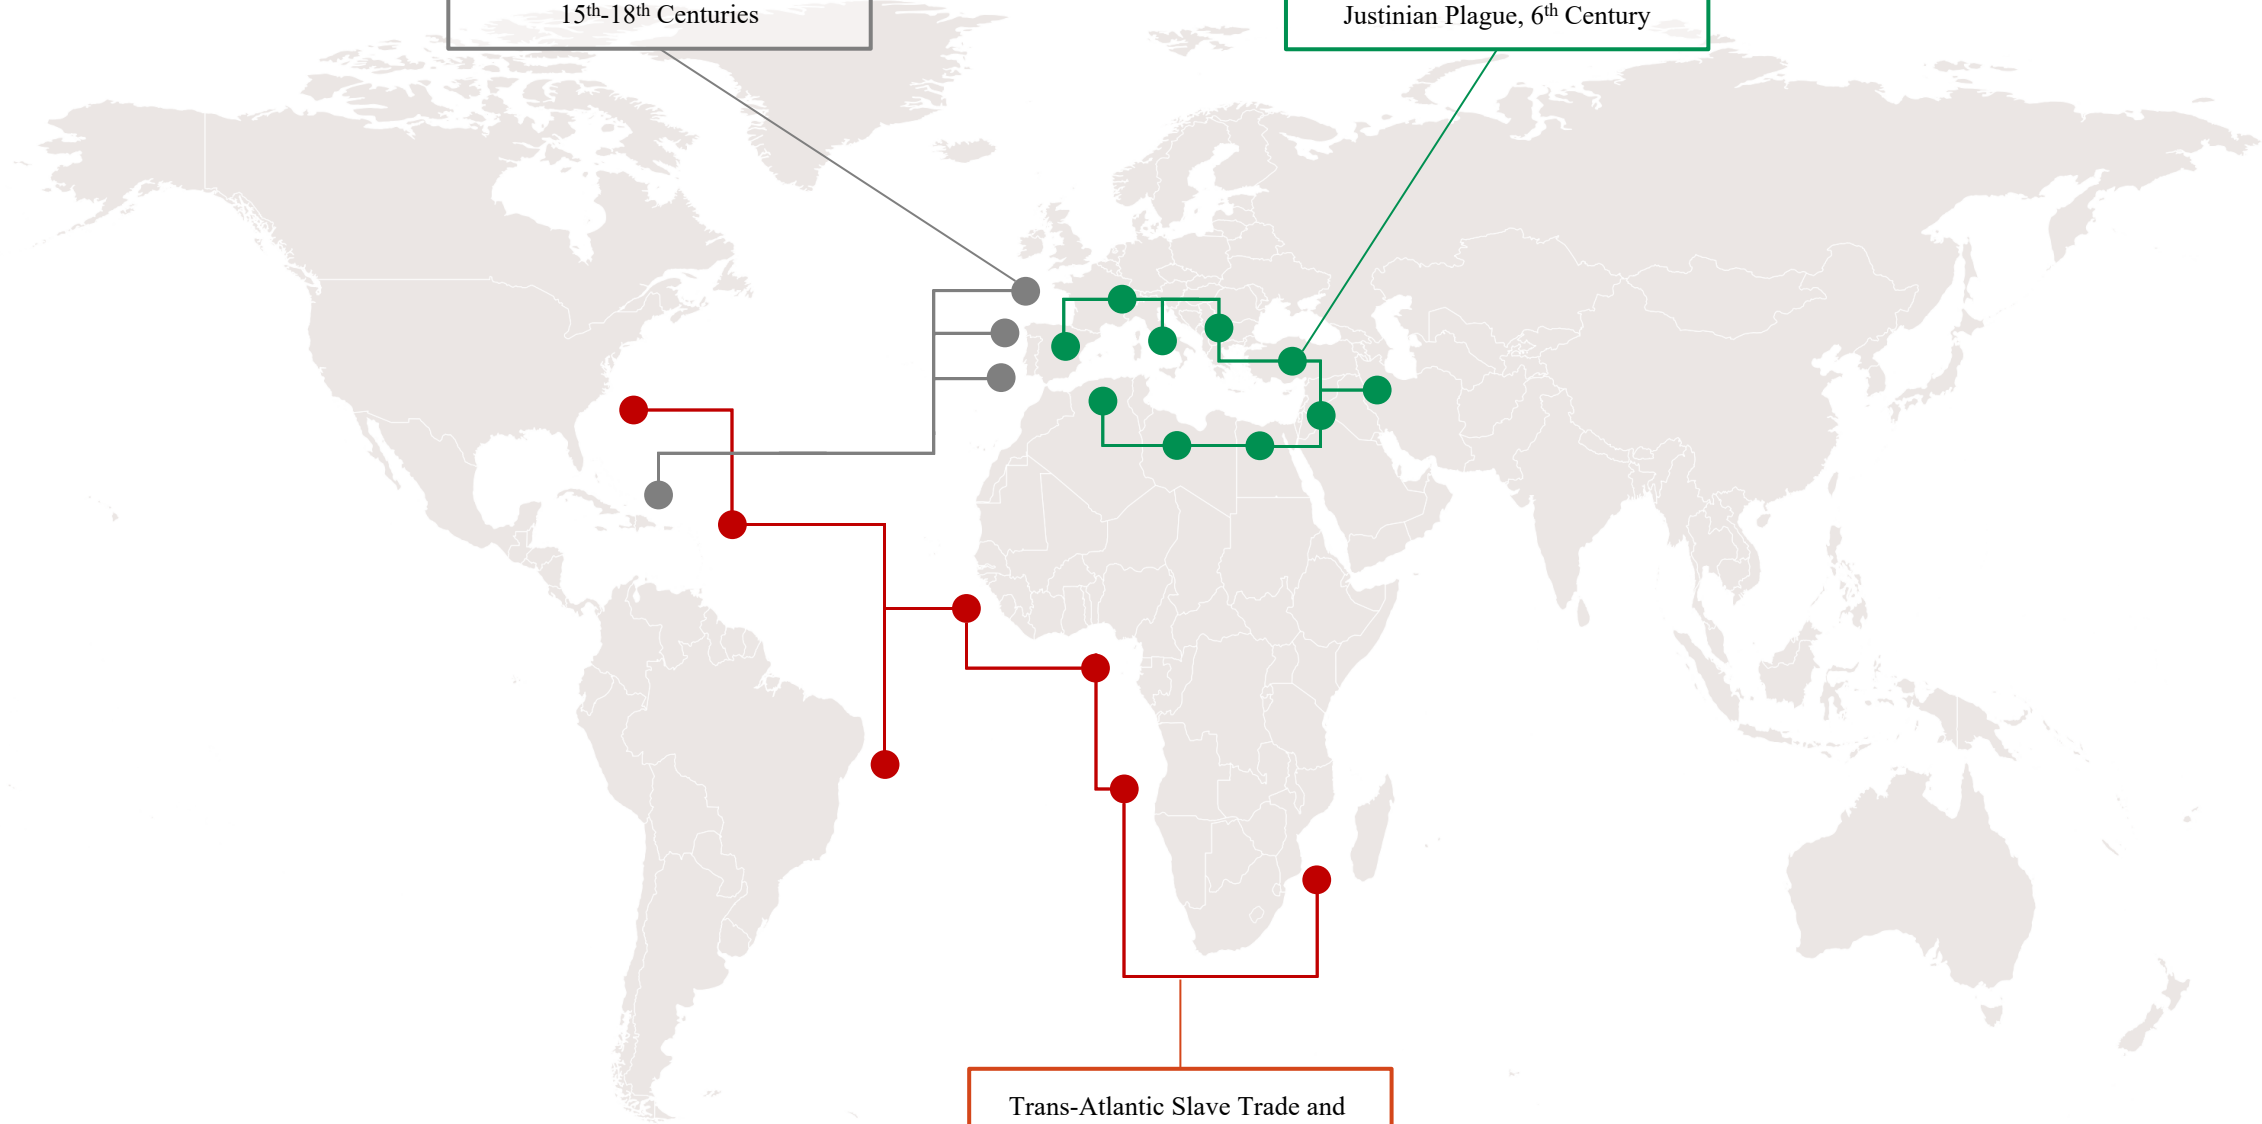 15th-18th Centuries
Justinian Plague, 6th Century
Trans-Atlantic Slave Trade and